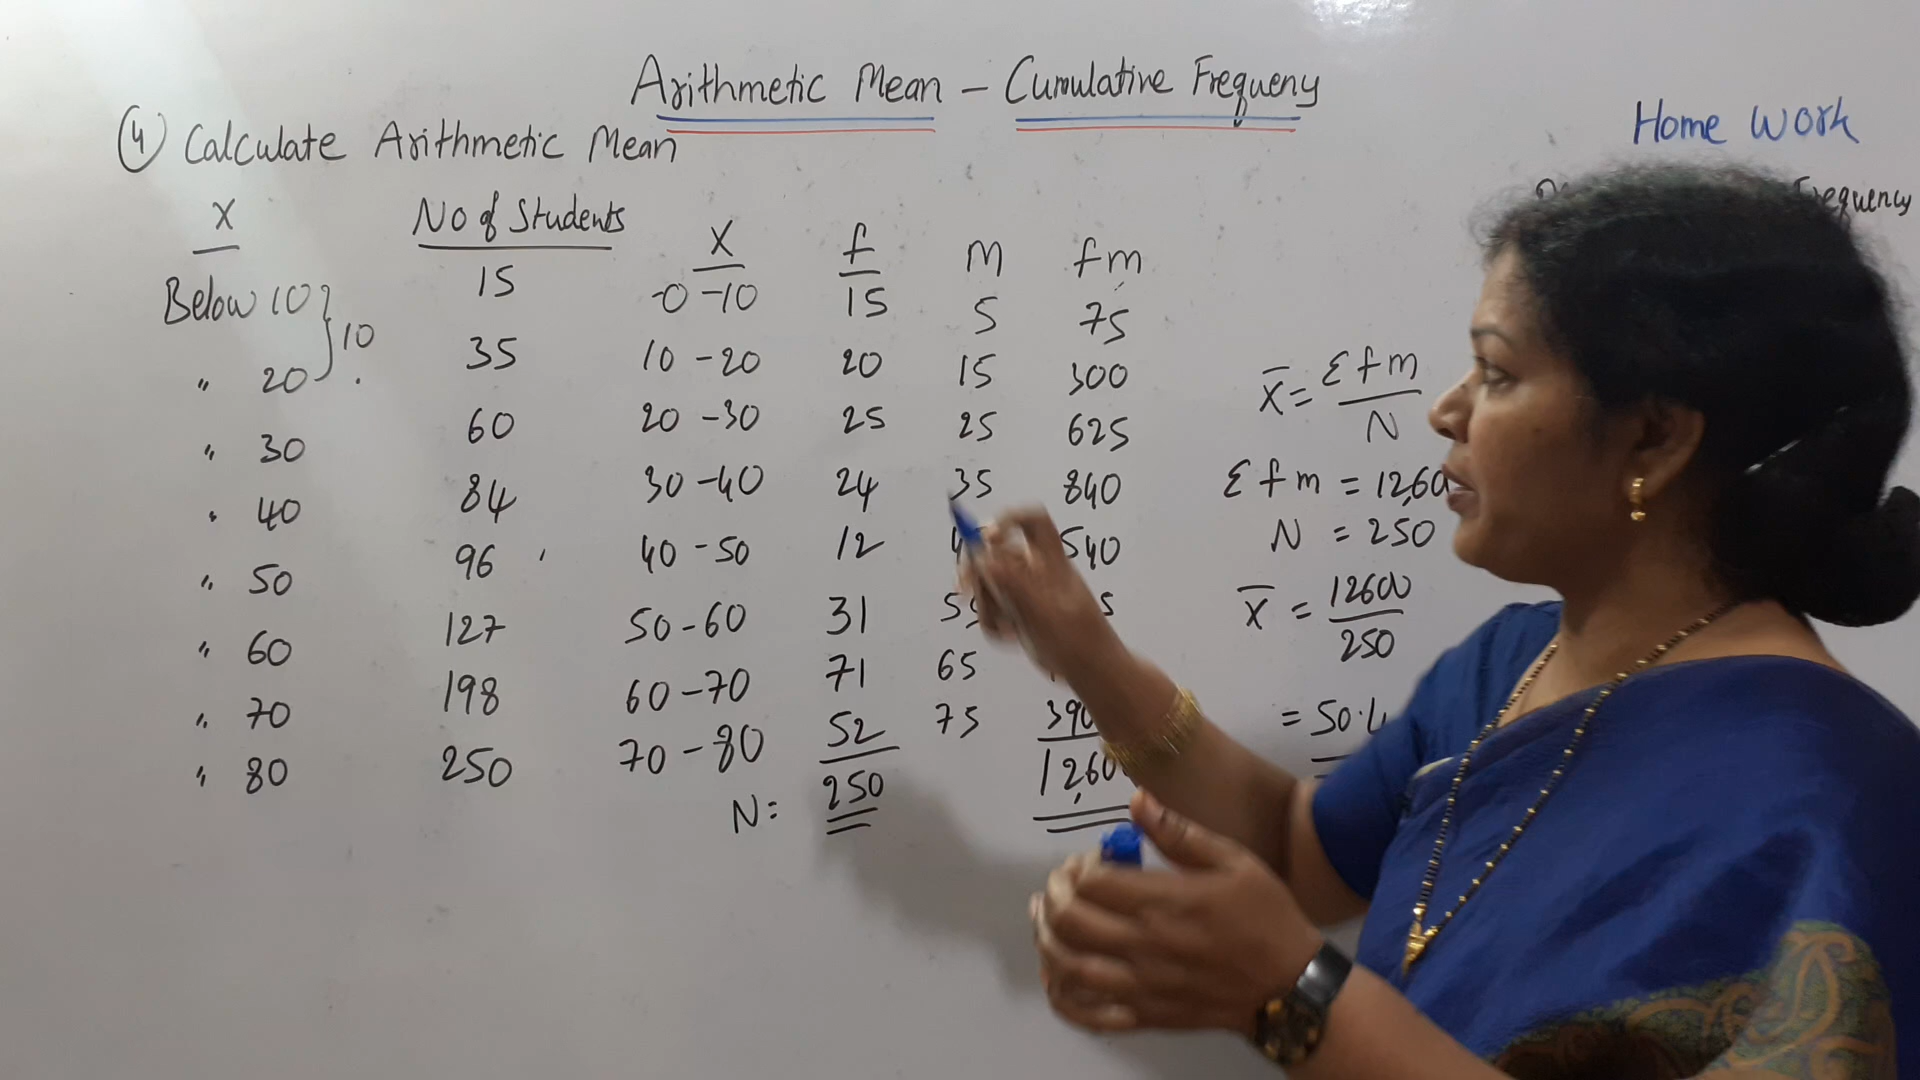 Arithmetic Mean - Cumulative Frequeny
Home Work
④ Calculate Arithmetic Mean
Frequency
X No of Students X f m fm
Below 10 } 10 15 -0-10 15 5 75
" 20 35 10-20 20 15 300
" 30 60 20-30 25 25 625
" 40 84 30-40 24 35 840
" 50 96 40-50 12 540
" 60 127 50-60 31 55
" 70 198 60-70 71 65
" 80 250 70-80 52 75
N = 250
X̄ = Σfm / N
Σfm =
N = 250
X̄ = 12600 / 250